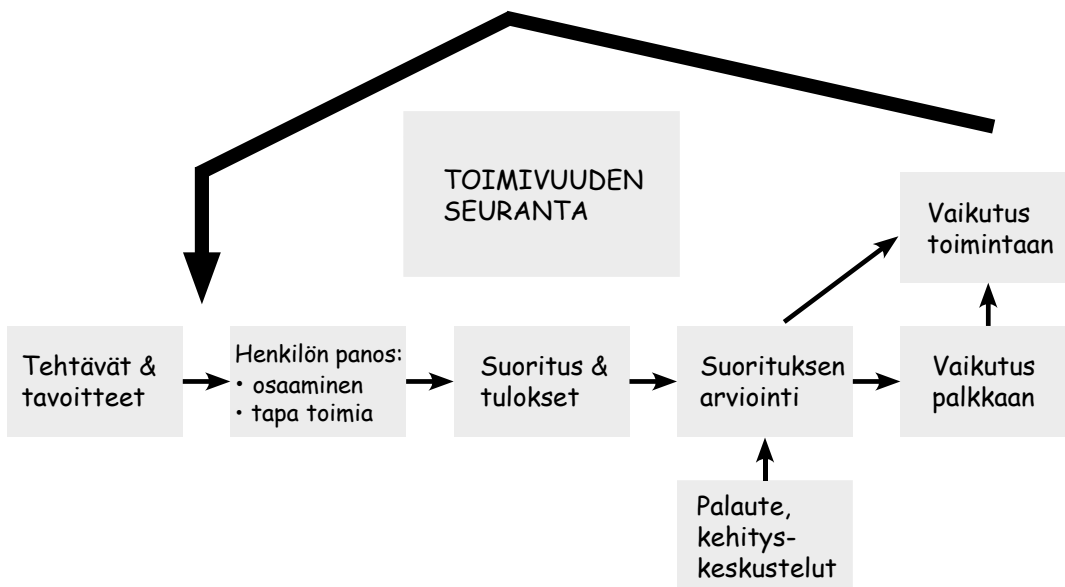 TOIMIVUUDEN
SEURANTA
Vaikutus
toimintaan
Tehtävät &
tavoitteet
Henkilön panos:
• osaaminen
• tapa toimia
Suoritus &
tulokset
Suorituksen
arviointi
Vaikutus
palkkaan
Palaute,
kehitys-
keskustelut